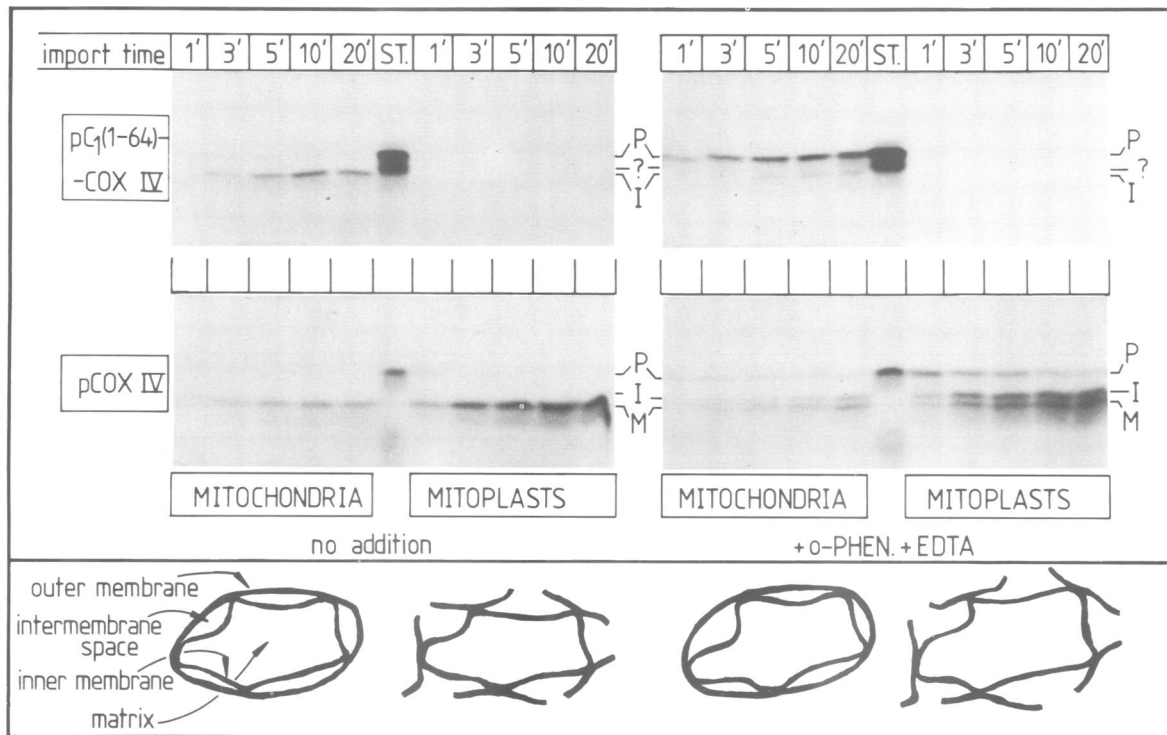 import time 1' 3' 5' 10' 20' ST. 1' 3' 5' 10' 20' 1' 3' 5' 10' 20' ST. 1' 3' 5' 10' 20'
pC₁(1-64)-
-COX IV
P
?
I
P
?
I
pCOX IV
P
I
M
P
I
M
MITOCHONDRIA MITOPLASTS MITOCHONDRIA MITOPLASTS
no addition +o-PHEN. +EDTA
outer membrane
intermembrane
space
inner membrane
matrix